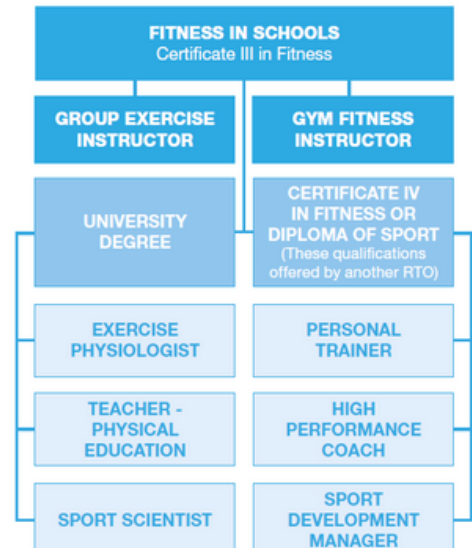 FITNESS IN SCHOOLS
Certificate III in Fitness
GROUP EXERCISE
INSTRUCTOR
GYM FITNESS
INSTRUCTOR
UNIVERSITY
DEGREE
CERTIFICATE IV
IN FITNESS OR
DIPLOMA OF SPORT
(These qualifications
offered by another RTO)
EXERCISE
PHYSIOLOGIST
PERSONAL
TRAINER
TEACHER -
PHYSICAL
EDUCATION
HIGH
PERFORMANCE
COACH
SPORT SCIENTIST
SPORT
DEVELOPMENT
MANAGER